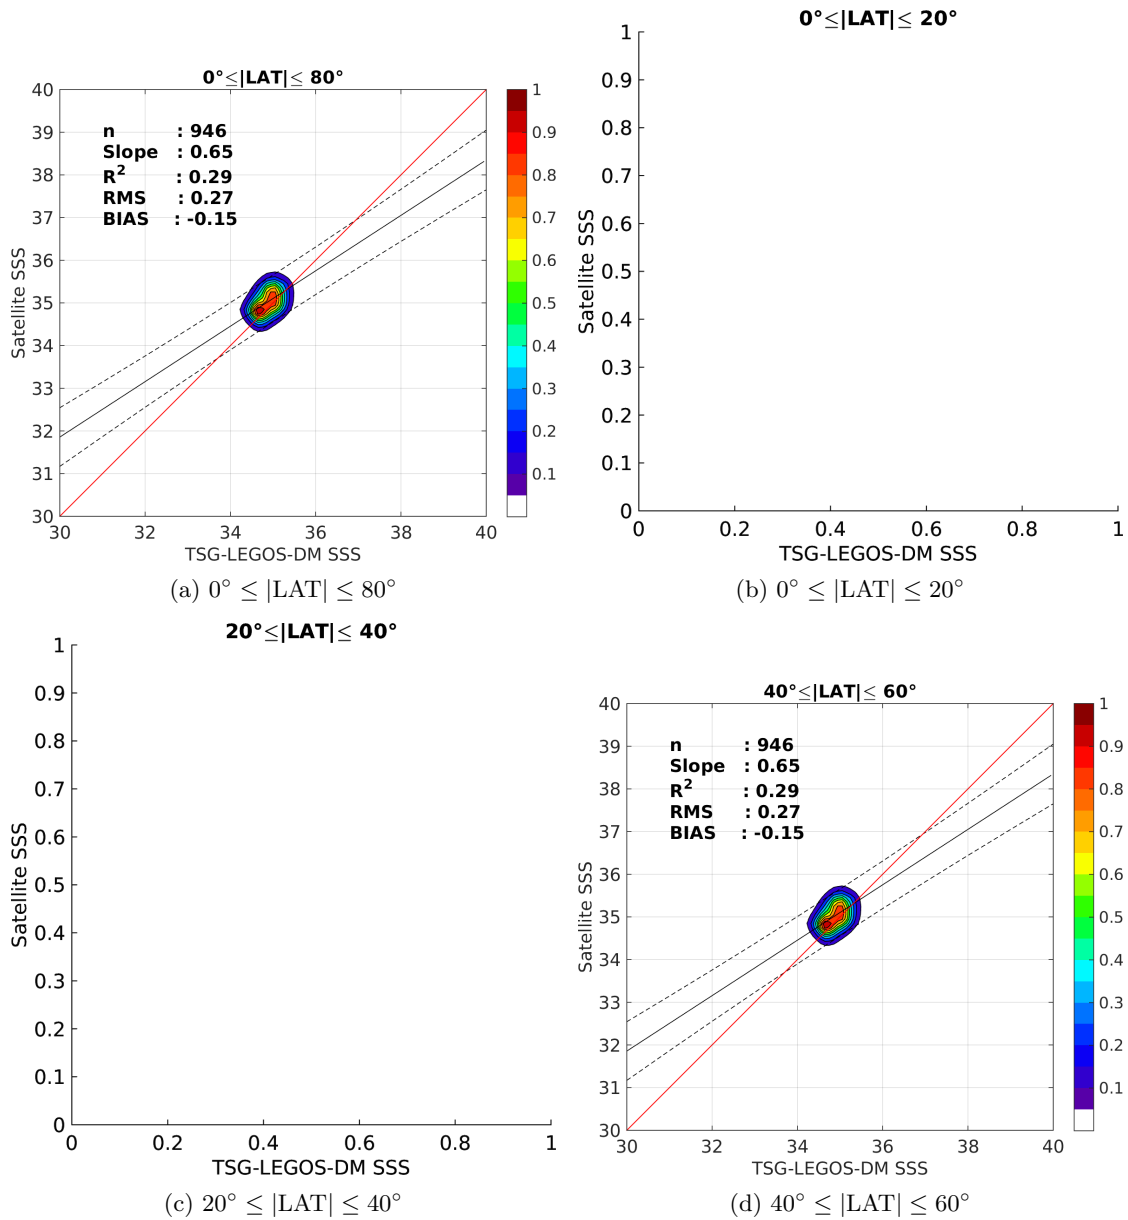 0°≤|LAT|≤ 80°
40
39
38
37
36
35
34
33
32
31
30
30 32 34 36 38 40
n : 946
Slope : 0.65
R² : 0.29
RMS : 0.27
BIAS : -0.15
1
0.9
0.8
0.7
0.6
0.5
0.4
0.3
0.2
0.1
Satellite SSS
TSG-LEGOS-DM SSS
(a) 0° ≤ |LAT| ≤ 80°
0°≤|LAT|≤ 20°
1
0.9
0.8
0.7
0.6
0.5
0.4
0.3
0.2
0.1
0
0 0.2 0.4 0.6 0.8 1
Satellite SSS
TSG-LEGOS-DM SSS
(b) 0° ≤ |LAT| ≤ 20°
20°≤|LAT|≤ 40°
1
0.9
0.8
0.7
0.6
0.5
0.4
0.3
0.2
0.1
0
0 0.2 0.4 0.6 0.8 1
Satellite SSS
TSG-LEGOS-DM SSS
(c) 20° ≤ |LAT| ≤ 40°
40°≤|LAT|≤ 60°
40
39
38
37
36
35
34
33
32
31
30
30 32 34 36 38 40
n : 946
Slope : 0.65
R² : 0.29
RMS : 0.27
BIAS : -0.15
1
0.9
0.8
0.7
0.6
0.5
0.4
0.3
0.2
0.1
Satellite SSS
TSG-LEGOS-DM SSS
(d) 40° ≤ |LAT| ≤ 60°